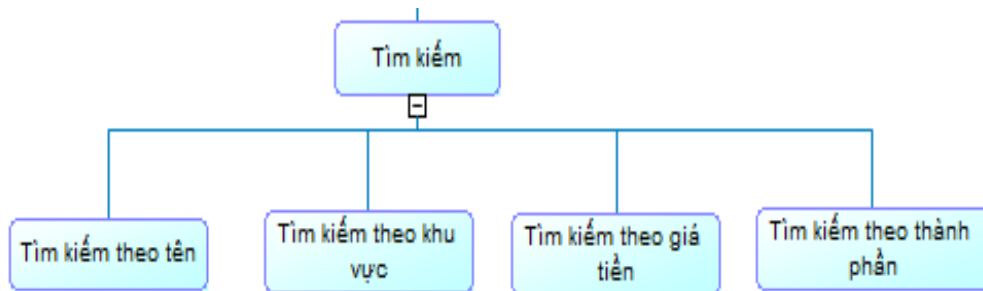 Tìm kiếm
Tìm kiếm theo tên
Tìm kiếm theo khu
vực
Tìm kiếm theo giá
tiền
Tìm kiếm theo thành
phần